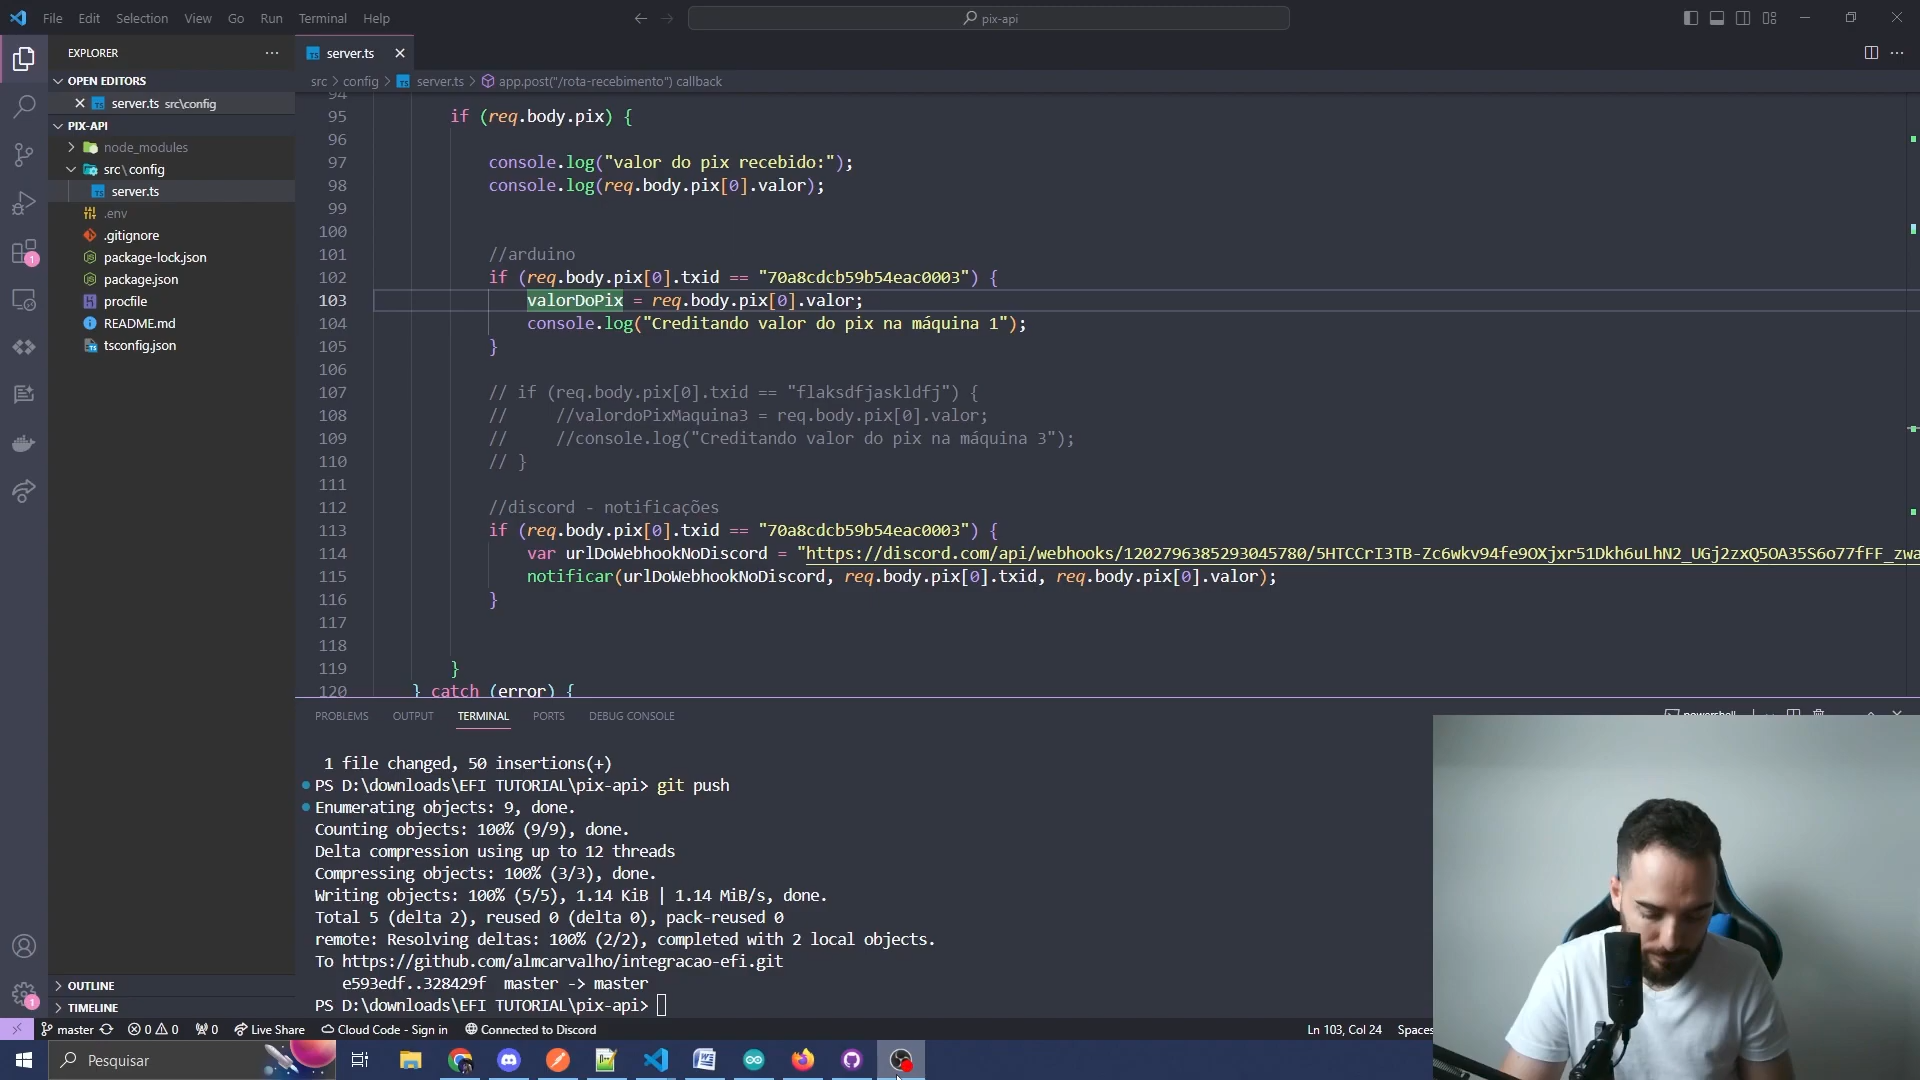 File Edit Selection View Go Run Terminal Help
pix-api
EXPLORER
server.ts
OPEN EDITORS
src > config > server.ts > app.post("/rota-recebimento") callback
server.ts src\config
PIX-API
node_modules
src\config
server.ts
.env
.gitignore
package-lock.json
package.json
procfile
README.md
tsconfig.json
OUTLINE
TIMELINE
94
95 if (req.body.pix) {
96
97 console.log("valor do pix recebido:");
98 console.log(req.body.pix[0].valor);
99
100
101 //arduino
102 if (req.body.pix[0].txid == "70a8cdcb59b54eac0003") {
103 valorDoPix = req.body.pix[0].valor;
104 console.log("Creditando valor do pix na máquina 1");
105 }
106
107 // if (req.body.pix[0].txid == "flaksdfjaskldfj") {
108 // //valordoPixMaquina3 = req.body.pix[0].valor;
109 // //console.log("Creditando valor do pix na máquina 3");
110 // }
111
112 //discord - notificações
113 if (req.body.pix[0].txid == "70a8cdcb59b54eac0003") {
114 var urlDoWebhookNoDiscord = "https://discord.com/api/webhooks/1202796385293045780/5HTCCrI3TB-Zc6wkv94fe9OXjxr51Dkh6uLhN2_UGj2zxQ5OA35S6o77fFF_zwa
115 notificar(urlDoWebhookNoDiscord, req.body.pix[0].txid, req.body.pix[0].valor);
116 }
117
118
119 }
120 } catch (error) {
PROBLEMS OUTPUT TERMINAL PORTS DEBUG CONSOLE
powershell
1 file changed, 50 insertions(+)
PS D:\downloads\EFI TUTORIAL\pix-api> git push
Enumerating objects: 9, done.
Counting objects: 100% (9/9), done.
Delta compression using up to 12 threads
Compressing objects: 100% (3/3), done.
Writing objects: 100% (5/5), 1.14 KiB | 1.14 MiB/s, done.
Total 5 (delta 2), reused 0 (delta 0), pack-reused 0
remote: Resolving deltas: 100% (2/2), completed with 2 local objects.
To https://github.com/almcarvalho/integracao-efi.git
e593edf..328429f master -> master
PS D:\downloads\EFI TUTORIAL\pix-api>
master 0 0 0 Live Share Cloud Code - Sign in Connected to Discord Ln 103, Col 24 Spaces
Pesquisar